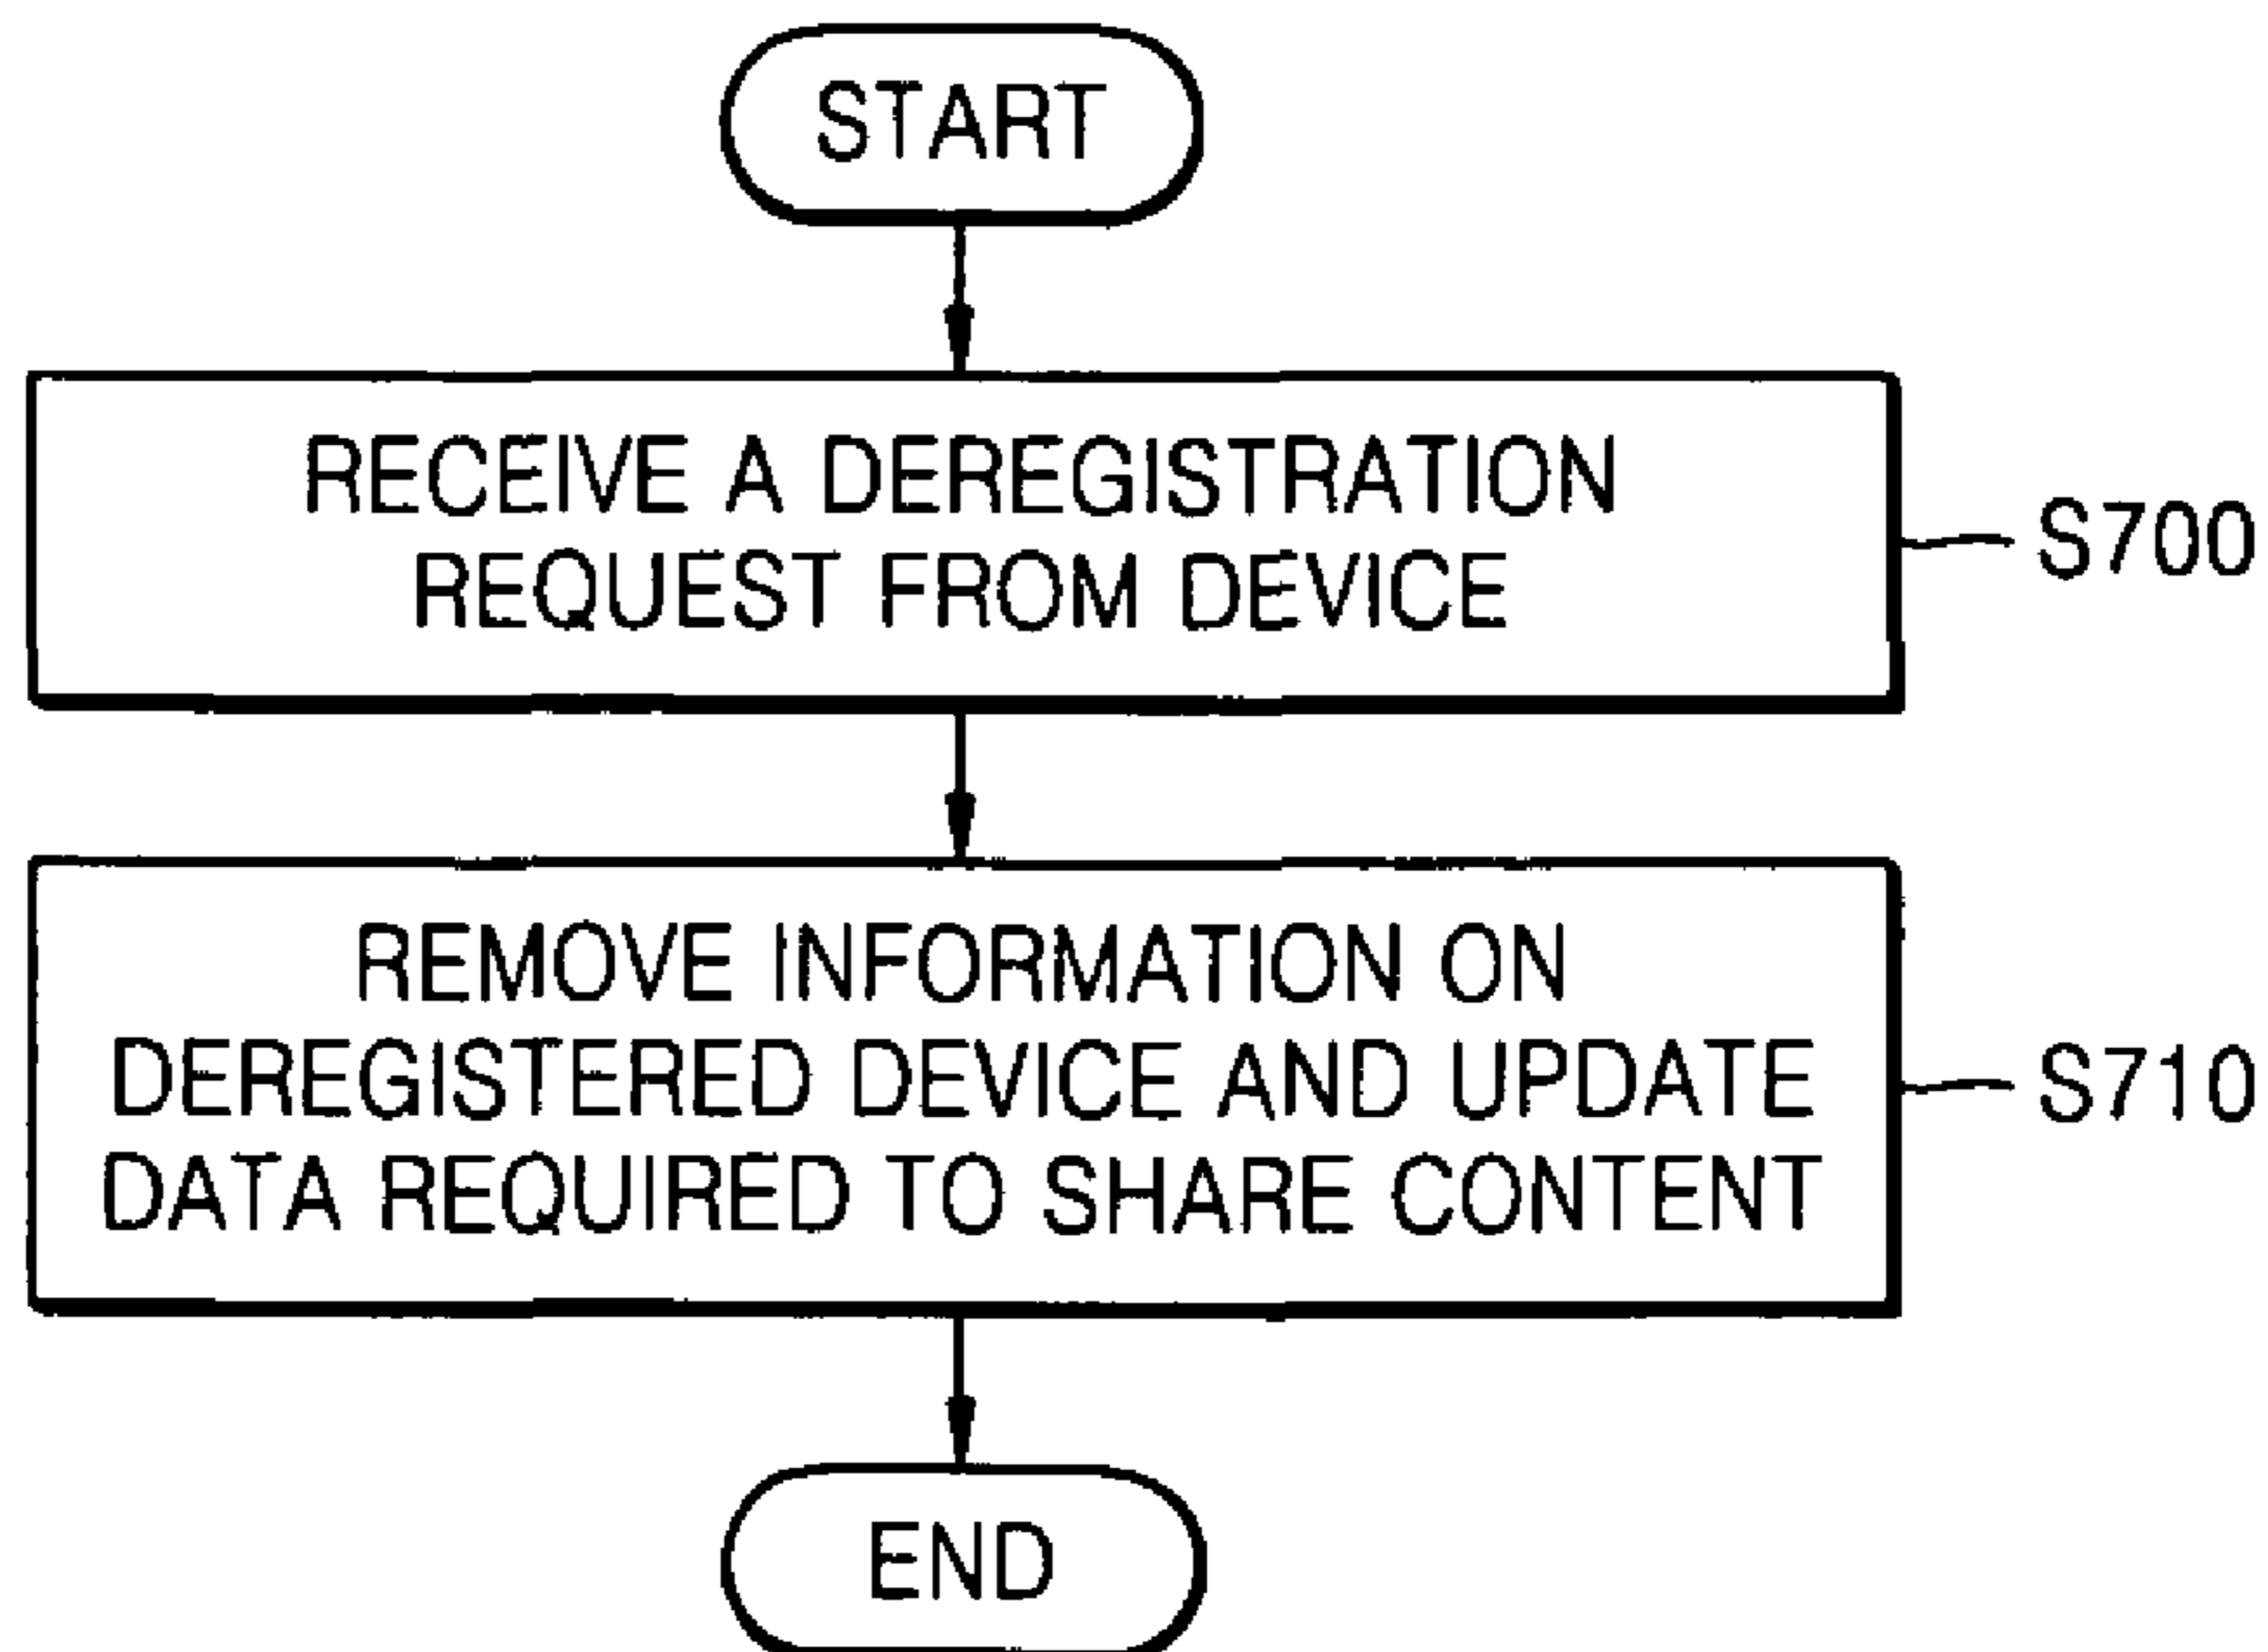 START
RECEIVE A DEREGISTRATION
REQUEST FROM DEVICE
S700
REMOVE INFORMATION ON
DEREGISTERED DEVICE AND UPDATE
DATA REQUIRED TO SHARE CONTENT
S710
END